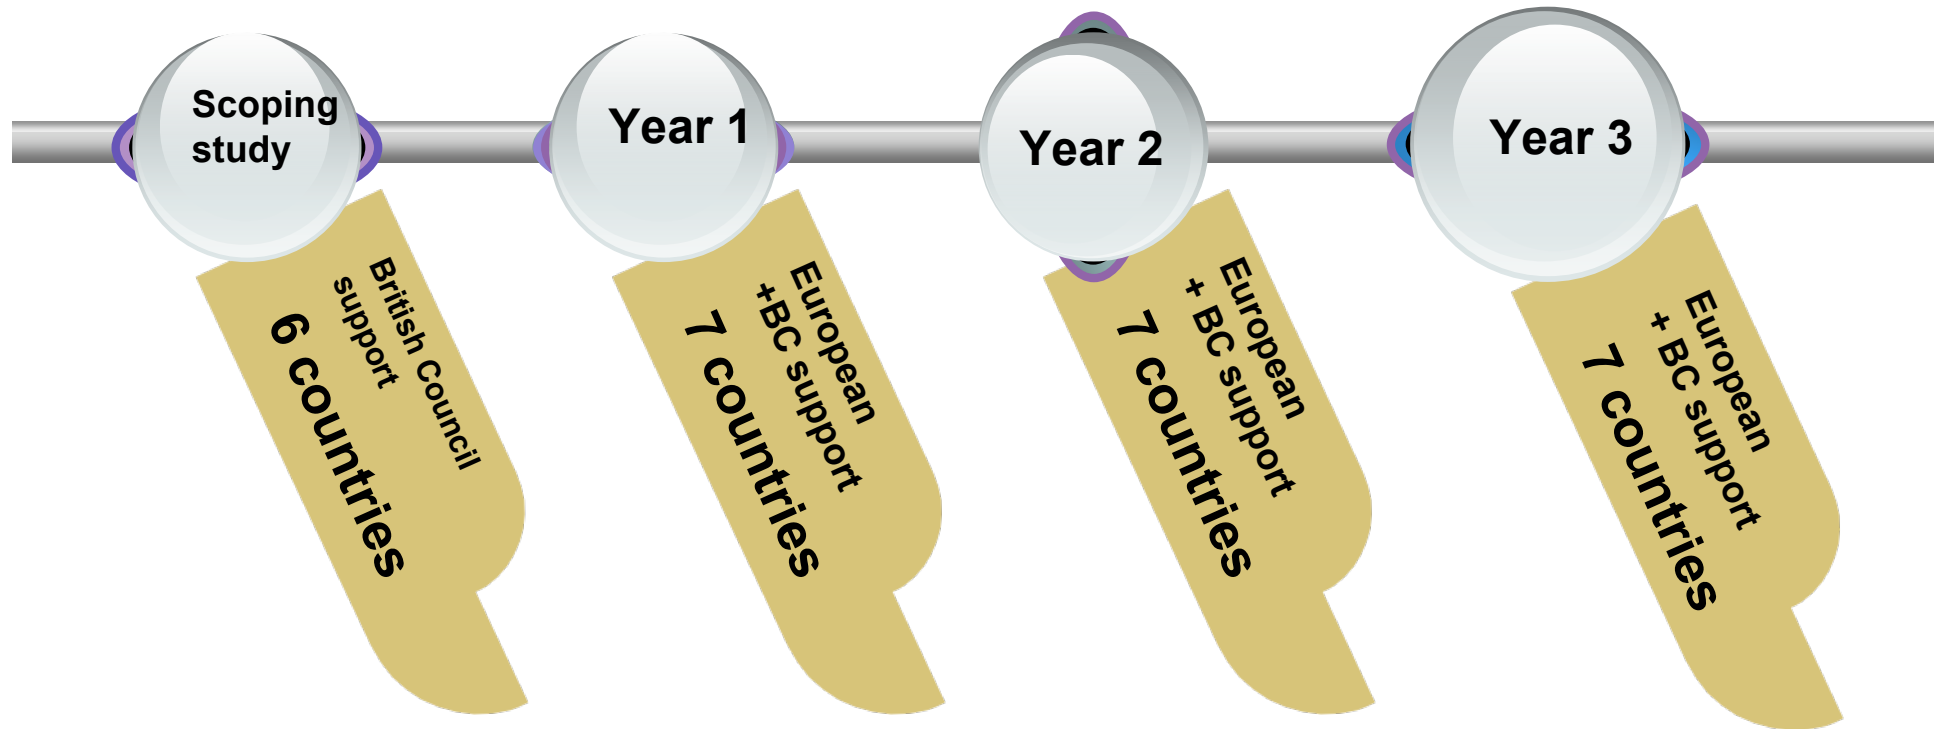 Scoping
study
British Council
support
6 countries
Year 1
European
+BC support
7 countries
Year 2
European
+ BC support
7 countries
Year 3
European
+ BC support
7 countries